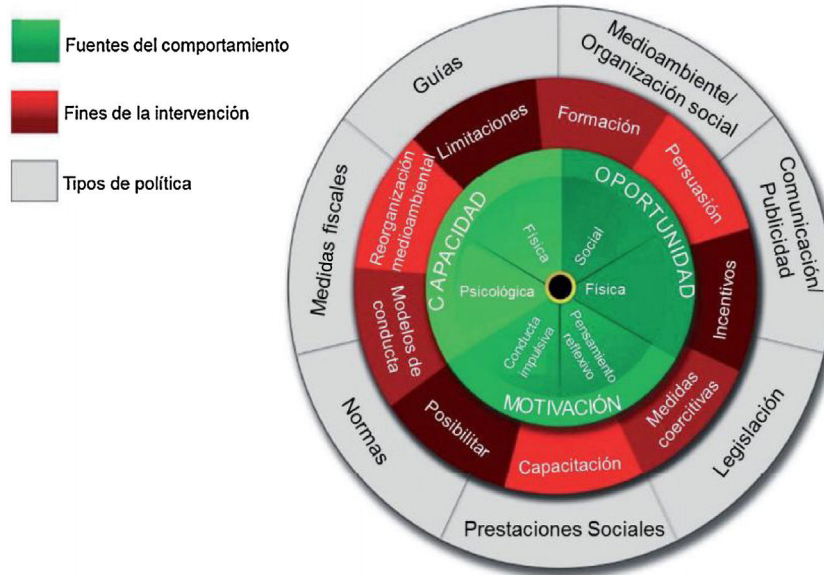 Fuentes del comportamiento
Fines de la intervención
Tipos de política
Guías
Medioambiente/
Organización social
Comunicación/
Publicidad
Legislación
Prestaciones Sociales
Normas
Medidas fiscales
Limitaciones
Formación
Persuasión
Incentivos
Medidas
coercitivas
Capacitación
Posibilitar
Modelos de
conducta
Reorganización
medioambiental
CAPACIDAD
OPORTUNIDAD
MOTIVACIÓN
Física
Social
Psicológica
Física
Conducta
impulsiva
Pensamiento
reflexivo